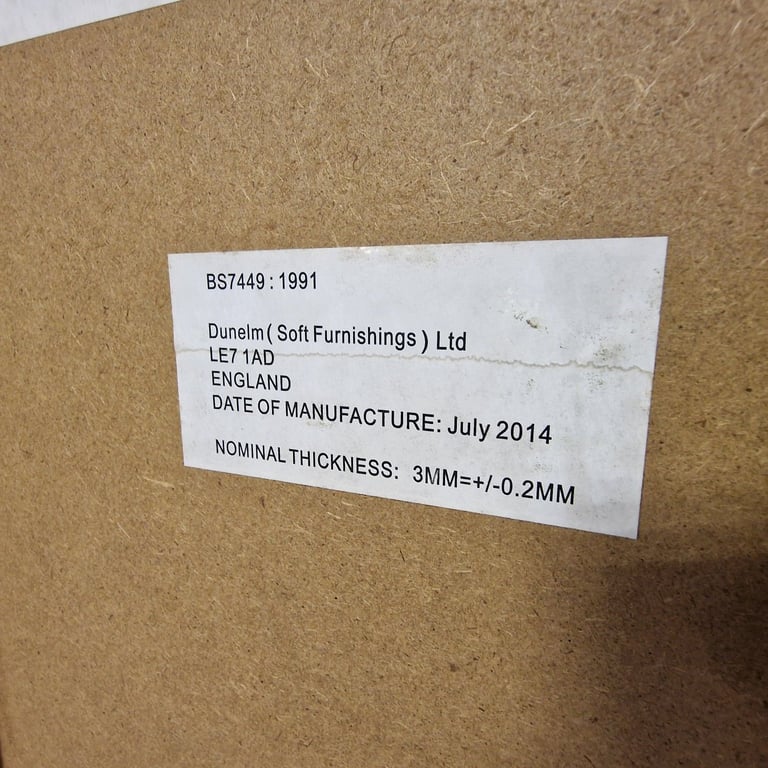 BS7449 : 1991
Dunelm ( Soft Furnishings ) Ltd
LE7 1AD
ENGLAND
DATE OF MANUFACTURE: July 2014
NOMINAL THICKNESS: 3MM=+/-0.2MM